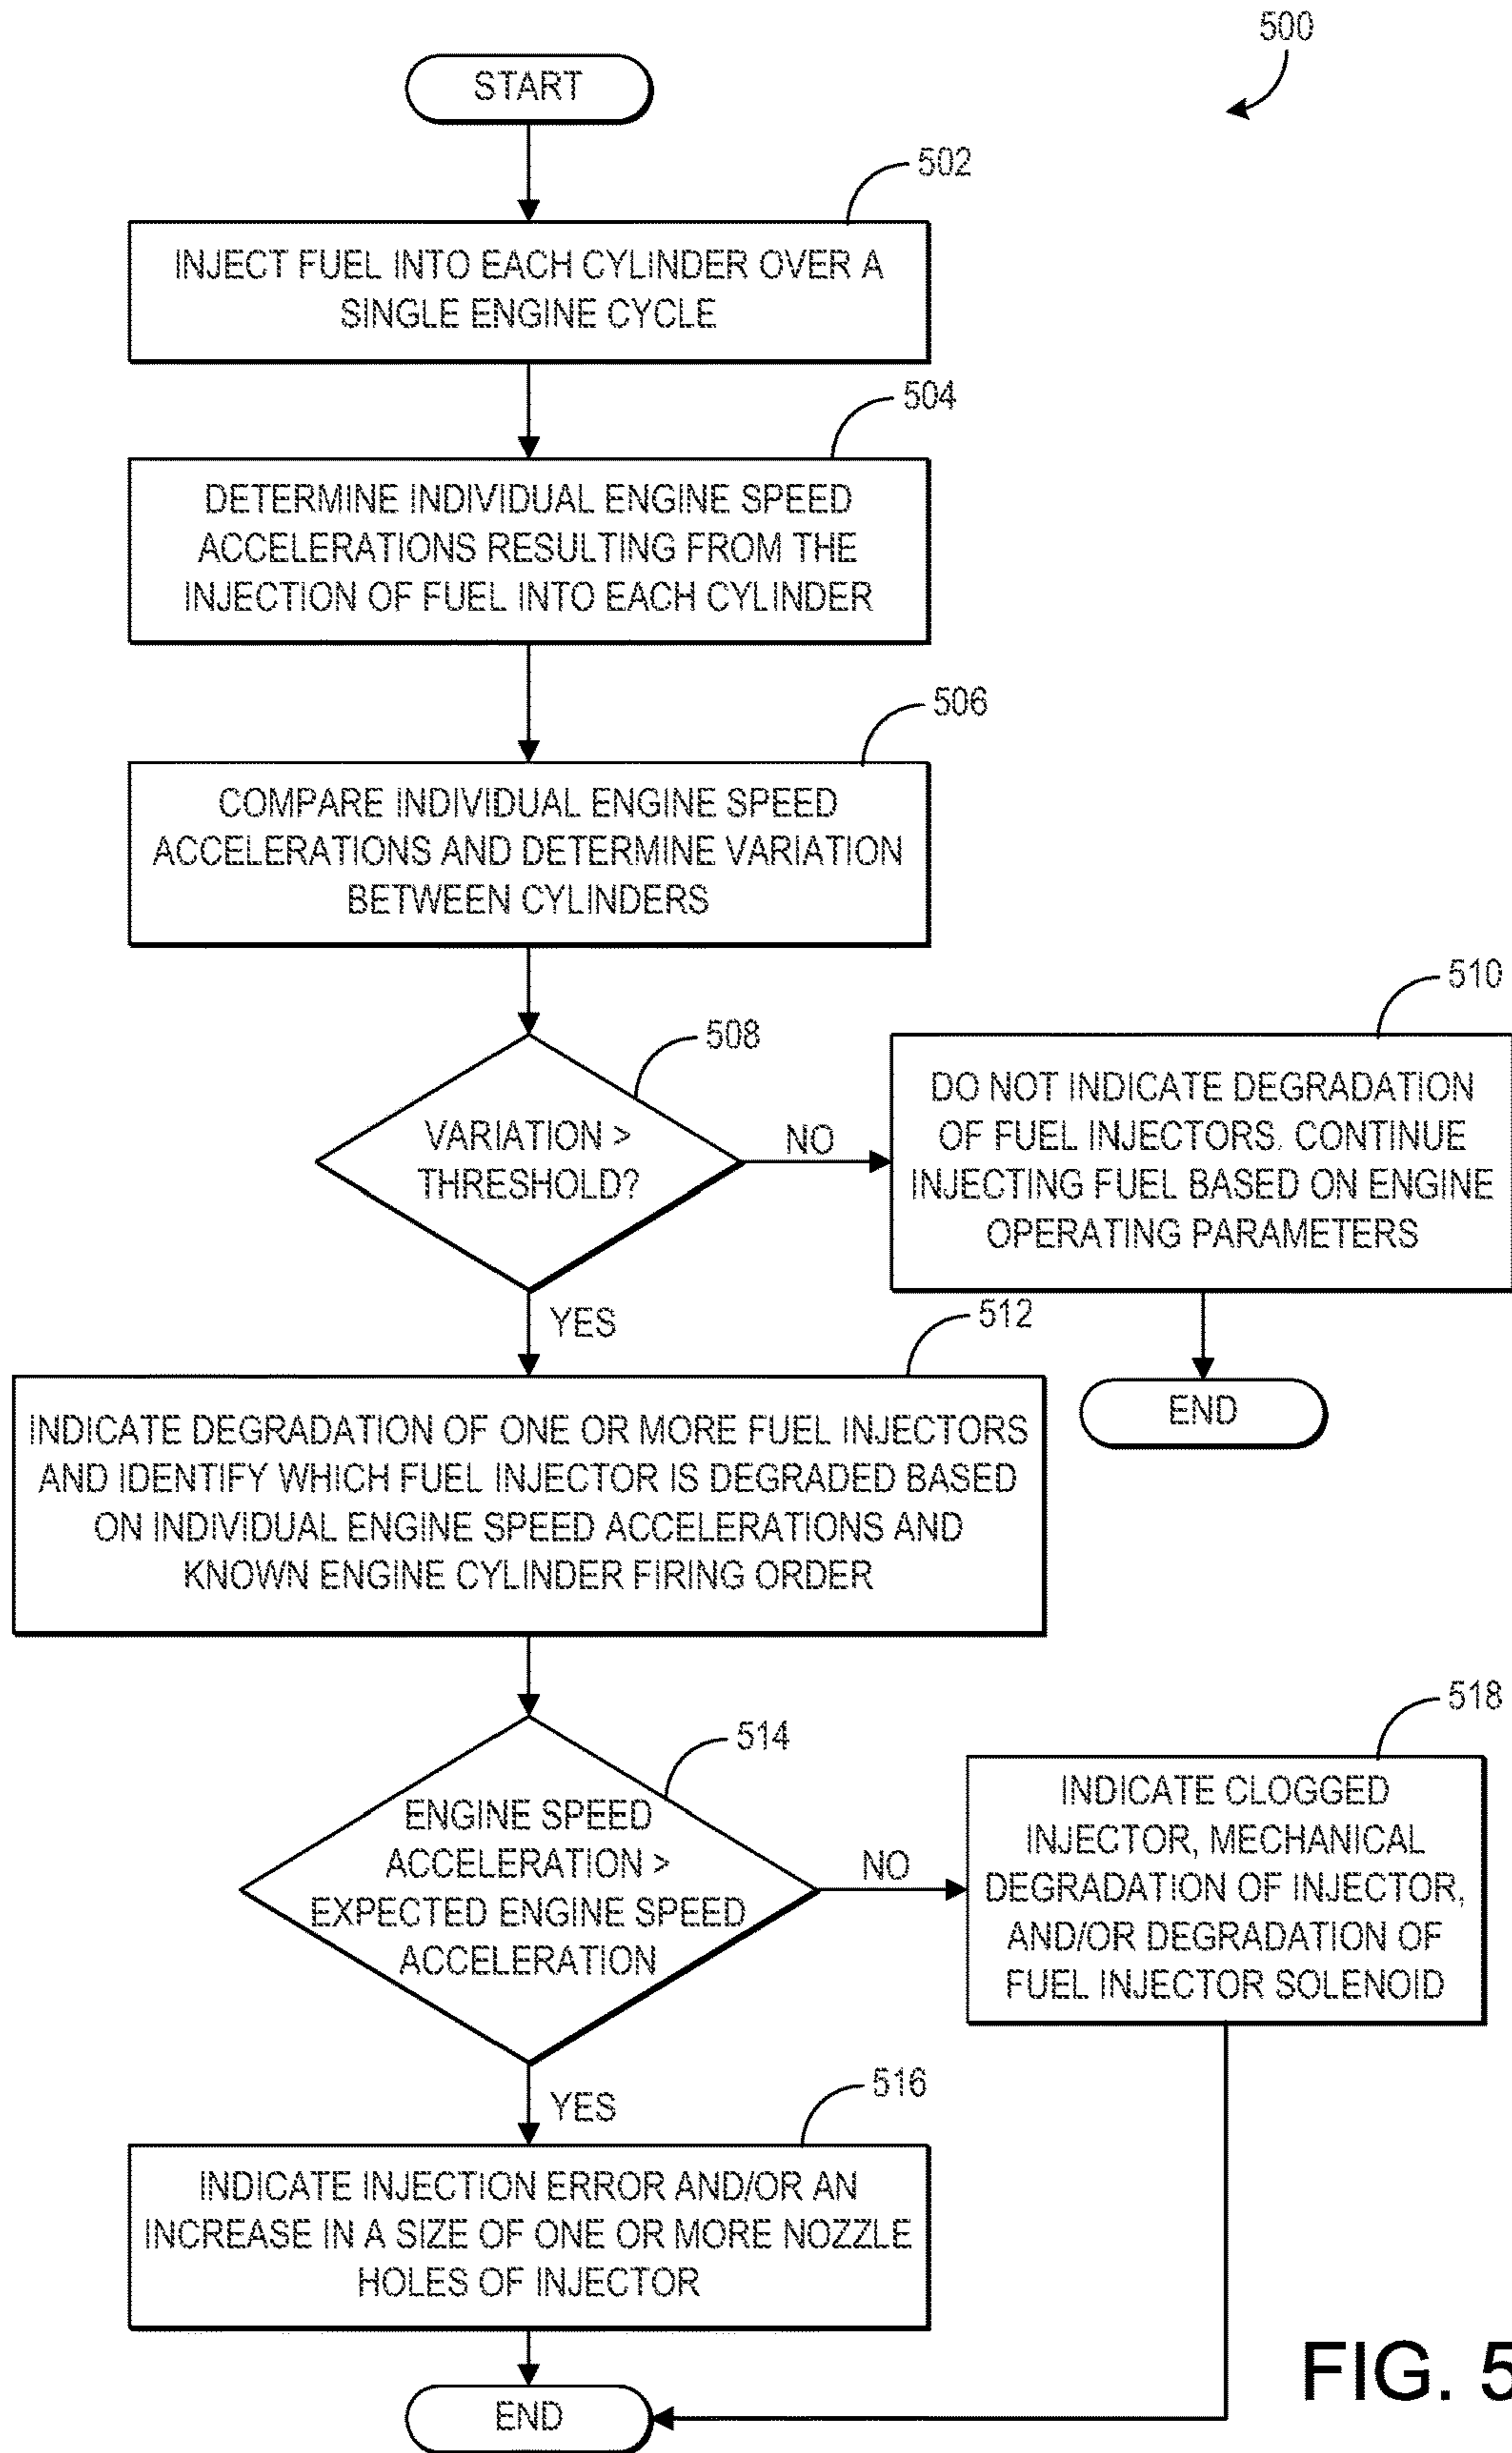 500
START
502
INJECT FUEL INTO EACH CYLINDER OVER A
SINGLE ENGINE CYCLE
504
DETERMINE INDIVIDUAL ENGINE SPEED
ACCELERATIONS RESULTING FROM THE
INJECTION OF FUEL INTO EACH CYLINDER
506
COMPARE INDIVIDUAL ENGINE SPEED
ACCELERATIONS AND DETERMINE VARIATION
BETWEEN CYLINDERS
508
VARIATION >
THRESHOLD?
NO
510
DO NOT INDICATE DEGRADATION
OF FUEL INJECTORS. CONTINUE
INJECTING FUEL BASED ON ENGINE
OPERATING PARAMETERS
END
YES
512
INDICATE DEGRADATION OF ONE OR MORE FUEL INJECTORS
AND IDENTIFY WHICH FUEL INJECTOR IS DEGRADED BASED
ON INDIVIDUAL ENGINE SPEED ACCELERATIONS AND
KNOWN ENGINE CYLINDER FIRING ORDER
514
ENGINE SPEED
ACCELERATION >
EXPECTED ENGINE SPEED
ACCELERATION
NO
518
INDICATE CLOGGED
INJECTOR, MECHANICAL
DEGRADATION OF INJECTOR,
AND/OR DEGRADATION OF
FUEL INJECTOR SOLENOID
YES
516
INDICATE INJECTION ERROR AND/OR AN
INCREASE IN A SIZE OF ONE OR MORE NOZZLE
HOLES OF INJECTOR
END
FIG. 5